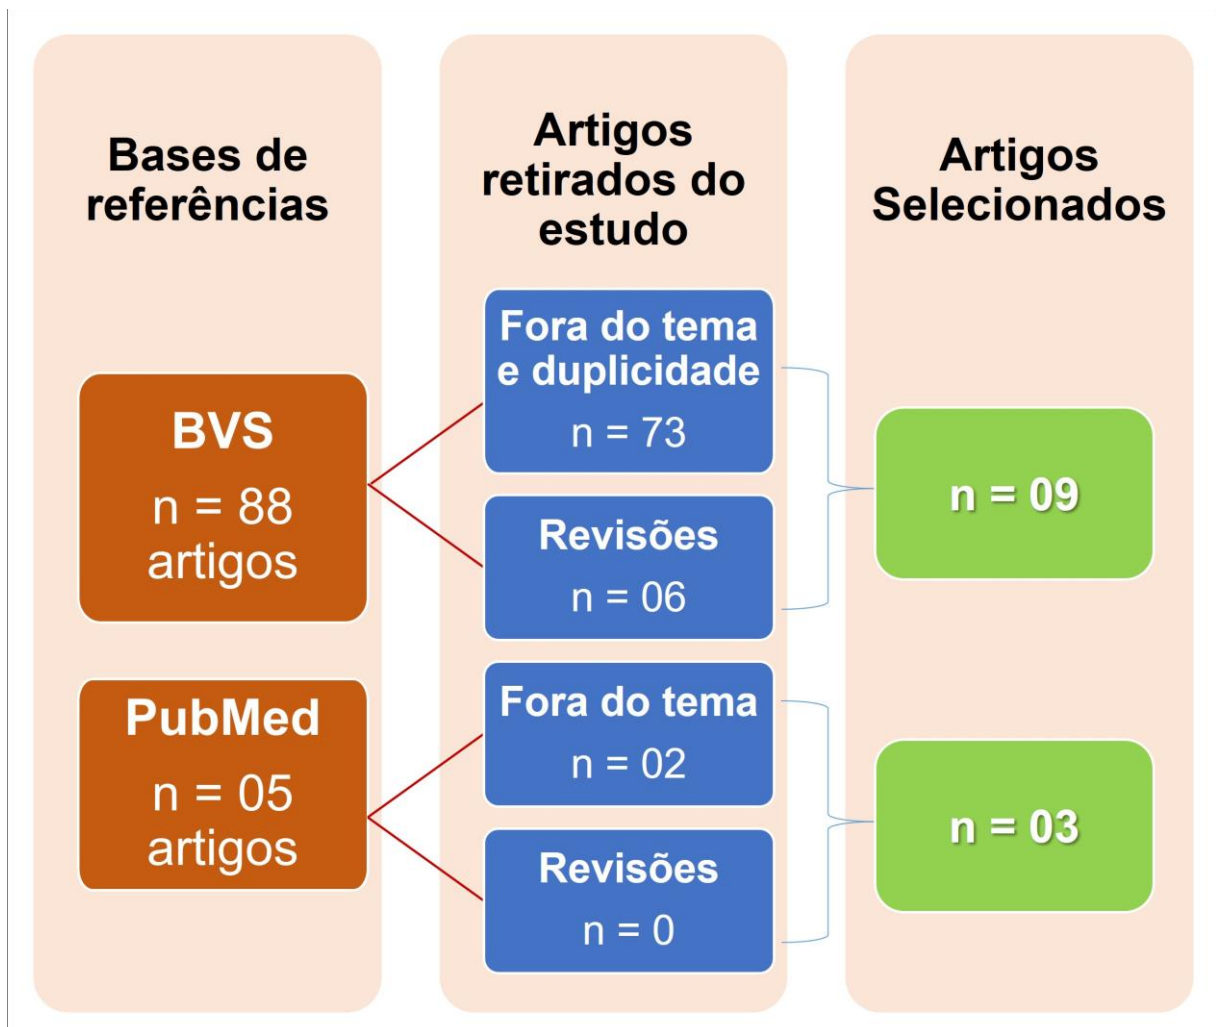 Bases de
referências
BVS
n = 88
artigos
PubMed
n = 05
artigos
Artigos
retirados do
estudo
Fora do tema
e duplicidade
n = 73
Revisões
n = 06
Fora do tema
n = 02
Revisões
n = 0
Artigos
Selecionados
n = 09
n = 03